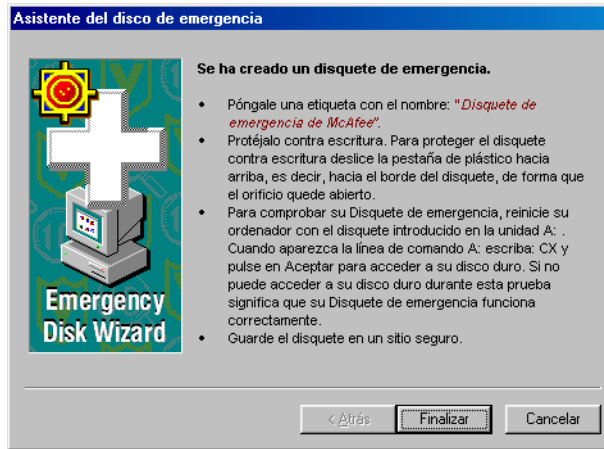 Asistente del disco de emergencia
Se ha creado un disquete de emergencia.
• Póngale una etiqueta con el nombre: "Disquete de
emergencia de McAfee".
• Protéjalo contra escritura. Para proteger el disquete
contra escritura deslice la pestaña de plástico hacia
arriba, es decir, hacia el borde del disquete, de forma que
el orificio quede abierto.
• Para comprobar su Disquete de emergencia, reinicie su
ordenador con el disquete introducido en la unidad A: .
Cuando aparezca la línea de comando A: escriba: CX y
pulse en Aceptar para acceder a su disco duro. Si no
puede acceder a su disco duro durante esta prueba
significa que su Disquete de emergencia funciona
correctamente.
• Guarde el disquete en un sitio seguro.
Emergency
Disk Wizard
< Atrás
Finalizar
Cancelar